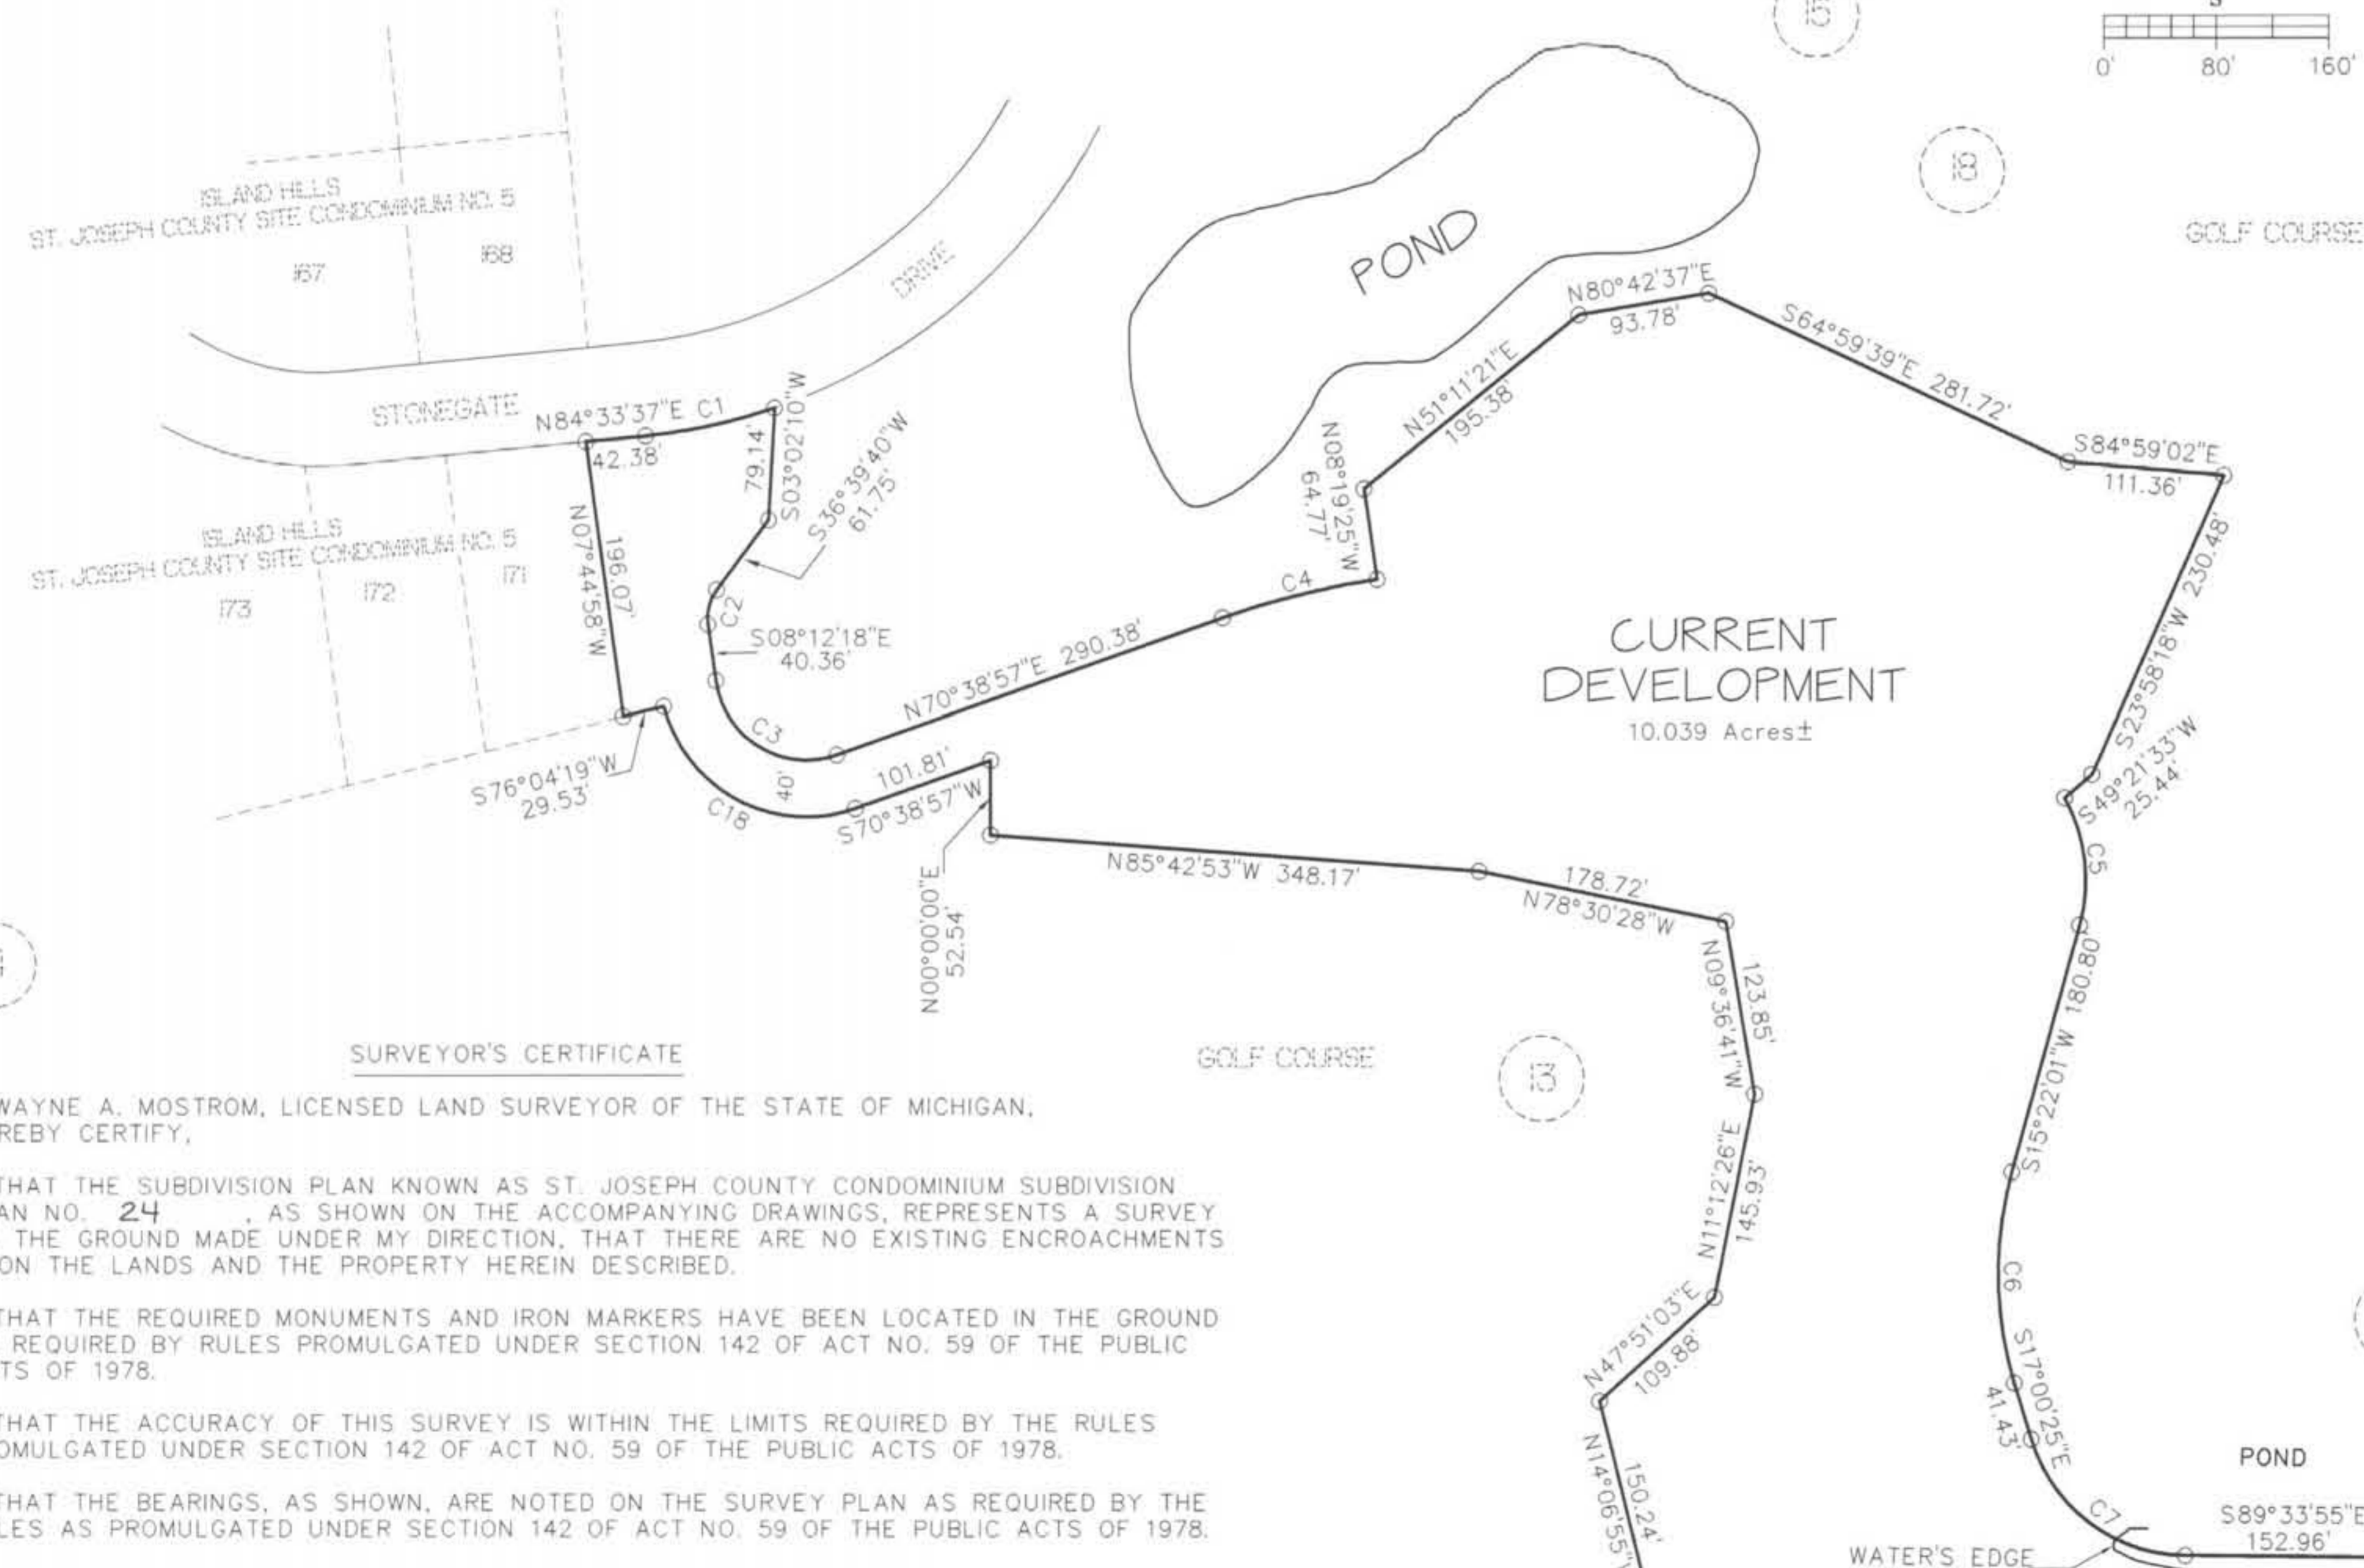 15
S
0' 80' 160'
18
GOLF COURSE
ISLAND HILLS
ST. JOSEPH COUNTY SITE CONDOMINIUM NO. 5
167
168
DRIVE
POND
N80°42'37"E
93.78'
S64°59'39"E 281.72'
STONEGATE
N84°33'37"E C1
42.38'
79.14'
S03°02'10"W
S36°39'40"W
61.75'
N51°11'21"E
195.38'
N08°19'25"W
64.77'
S84°59'02"E
111.36'
ISLAND HILLS
ST. JOSEPH COUNTY SITE CONDOMINIUM NO. 5
173
172
171
N07°44'58"W
196.07'
C2
S08°12'18"E
40.36'
C4
N70°38'57"E 290.38'
CURRENT
DEVELOPMENT
10.039 Acres±
S23°58'18"W 230.48'
S49°21'33"W
25.44'
C3
40'
C18
S76°04'19"W
29.53'
101.81'
S70°38'57"W
N00°00'00"E
52.54'
N85°42'53"W 348.17'
178.72'
N78°30'28"W
C5
N09°36'41"W
123.85'
S15°22'01"W 180.80'
GOLF COURSE
13
N11°12'26"E
145.93'
C6
N47°51'03"E
109.88'
S17°00'25"E
41.43'
N14°06'55"
150.24'
POND
C7
S89°33'55"E
152.96'
WATER'S EDGE
SURVEYOR'S CERTIFICATE
WAYNE A. MOSTROM, LICENSED LAND SURVEYOR OF THE STATE OF MICHIGAN,
REBY CERTIFY,
THAT THE SUBDIVISION PLAN KNOWN AS ST. JOSEPH COUNTY CONDOMINIUM SUBDIVISION
AN NO. 24 , AS SHOWN ON THE ACCOMPANYING DRAWINGS, REPRESENTS A SURVEY
THE GROUND MADE UNDER MY DIRECTION, THAT THERE ARE NO EXISTING ENCROACHMENTS
ON THE LANDS AND THE PROPERTY HEREIN DESCRIBED.
THAT THE REQUIRED MONUMENTS AND IRON MARKERS HAVE BEEN LOCATED IN THE GROUND
REQUIRED BY RULES PROMULGATED UNDER SECTION 142 OF ACT NO. 59 OF THE PUBLIC
TS OF 1978.
THAT THE ACCURACY OF THIS SURVEY IS WITHIN THE LIMITS REQUIRED BY THE RULES
OMULGATED UNDER SECTION 142 OF ACT NO. 59 OF THE PUBLIC ACTS OF 1978.
THAT THE BEARINGS, AS SHOWN, ARE NOTED ON THE SURVEY PLAN AS REQUIRED BY THE
LES AS PROMULGATED UNDER SECTION 142 OF ACT NO. 59 OF THE PUBLIC ACTS OF 1978.